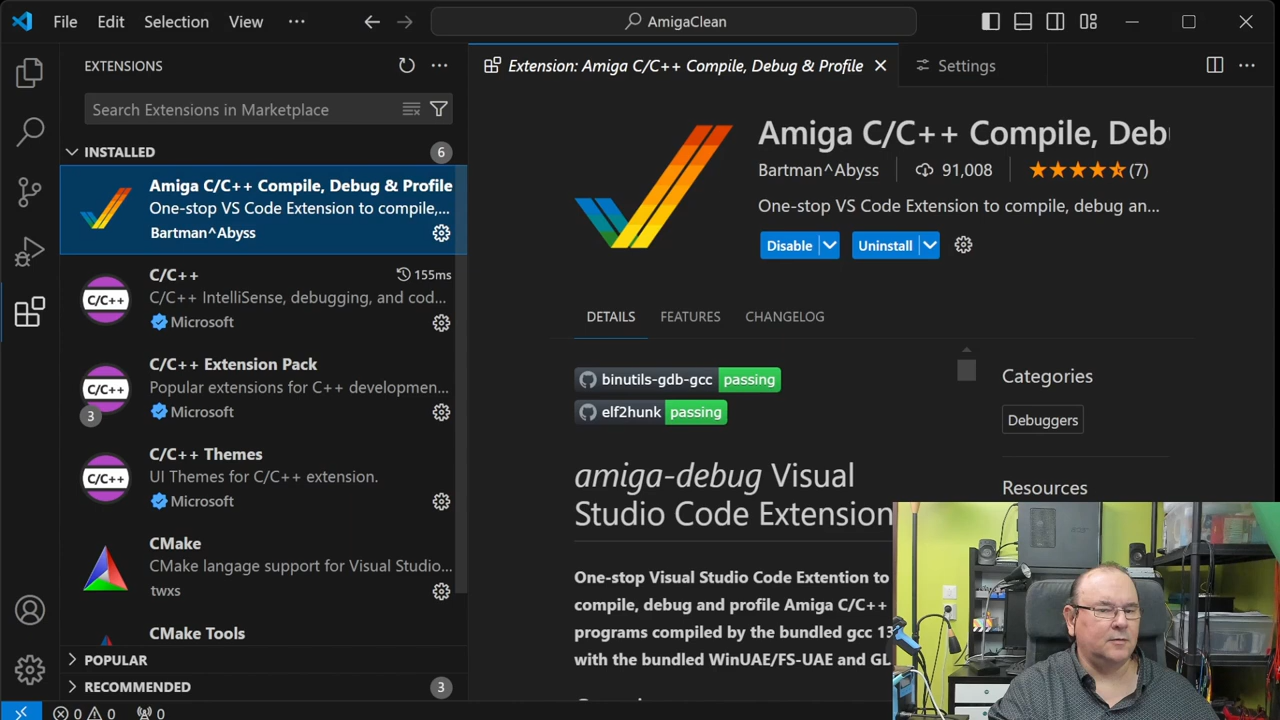 File Edit Selection View ··· AmigaClean
EXTENSIONS
Search Extensions in Marketplace
INSTALLED 6
Amiga C/C++ Compile, Debug & Profile
One-stop VS Code Extension to compile,...
Bartman^Abyss
C/C++ 155ms
C/C++ IntelliSense, debugging, and cod...
Microsoft
C/C++
C/C++ Extension Pack
Popular extensions for C++ developmen...
Microsoft
C/C++
3
C/C++ Themes
UI Themes for C/C++ extension.
Microsoft
C/C++
CMake
CMake langage support for Visual Studio...
twxs
CMake Tools
POPULAR
RECOMMENDED 3
0 0 0
Extension: Amiga C/C++ Compile, Debug & Profile
Settings
Amiga C/C++ Compile, Deb
Bartman^Abyss 91,008 (7)
One-stop VS Code Extension to compile, debug an...
Disable Uninstall
DETAILS FEATURES CHANGELOG
binutils-gdb-gcc passing
elf2hunk passing
amiga-debug Visual
Studio Code Extension
One-stop Visual Studio Code Extention to
compile, debug and profile Amiga C/C++
programs compiled by the bundled gcc 13
with the bundled WinUAE/FS-UAE and GL
Categories
Debuggers
Resources